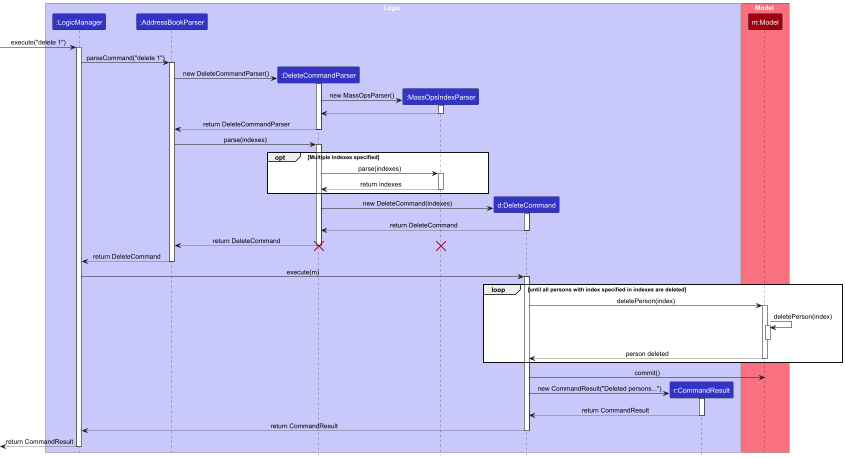 Logic
Model
:LogicManager
:AddressBookParser
m:Model
execute("delete 1")
parseCommand("delete 1")
new DeleteCommandParser()
:DeleteCommandParser
new MassOpsParser()
:MassOpsIndexParser
return DeleteCommandParser
parse(indexes)
opt
[Multiple indexes specified]
parse(indexes)
return indexes
new DeleteCommand(indexes)
d:DeleteCommand
return DeleteCommand
return DeleteCommand
return DeleteCommand
execute(m)
loop
[until all persons with index specified in indexes are deleted]
deletePerson(index)
deletePerson(index)
person deleted
commit()
new CommandResult("Deleted persons...")
r:CommandResult
return CommandResult
return CommandResult
return CommandResult